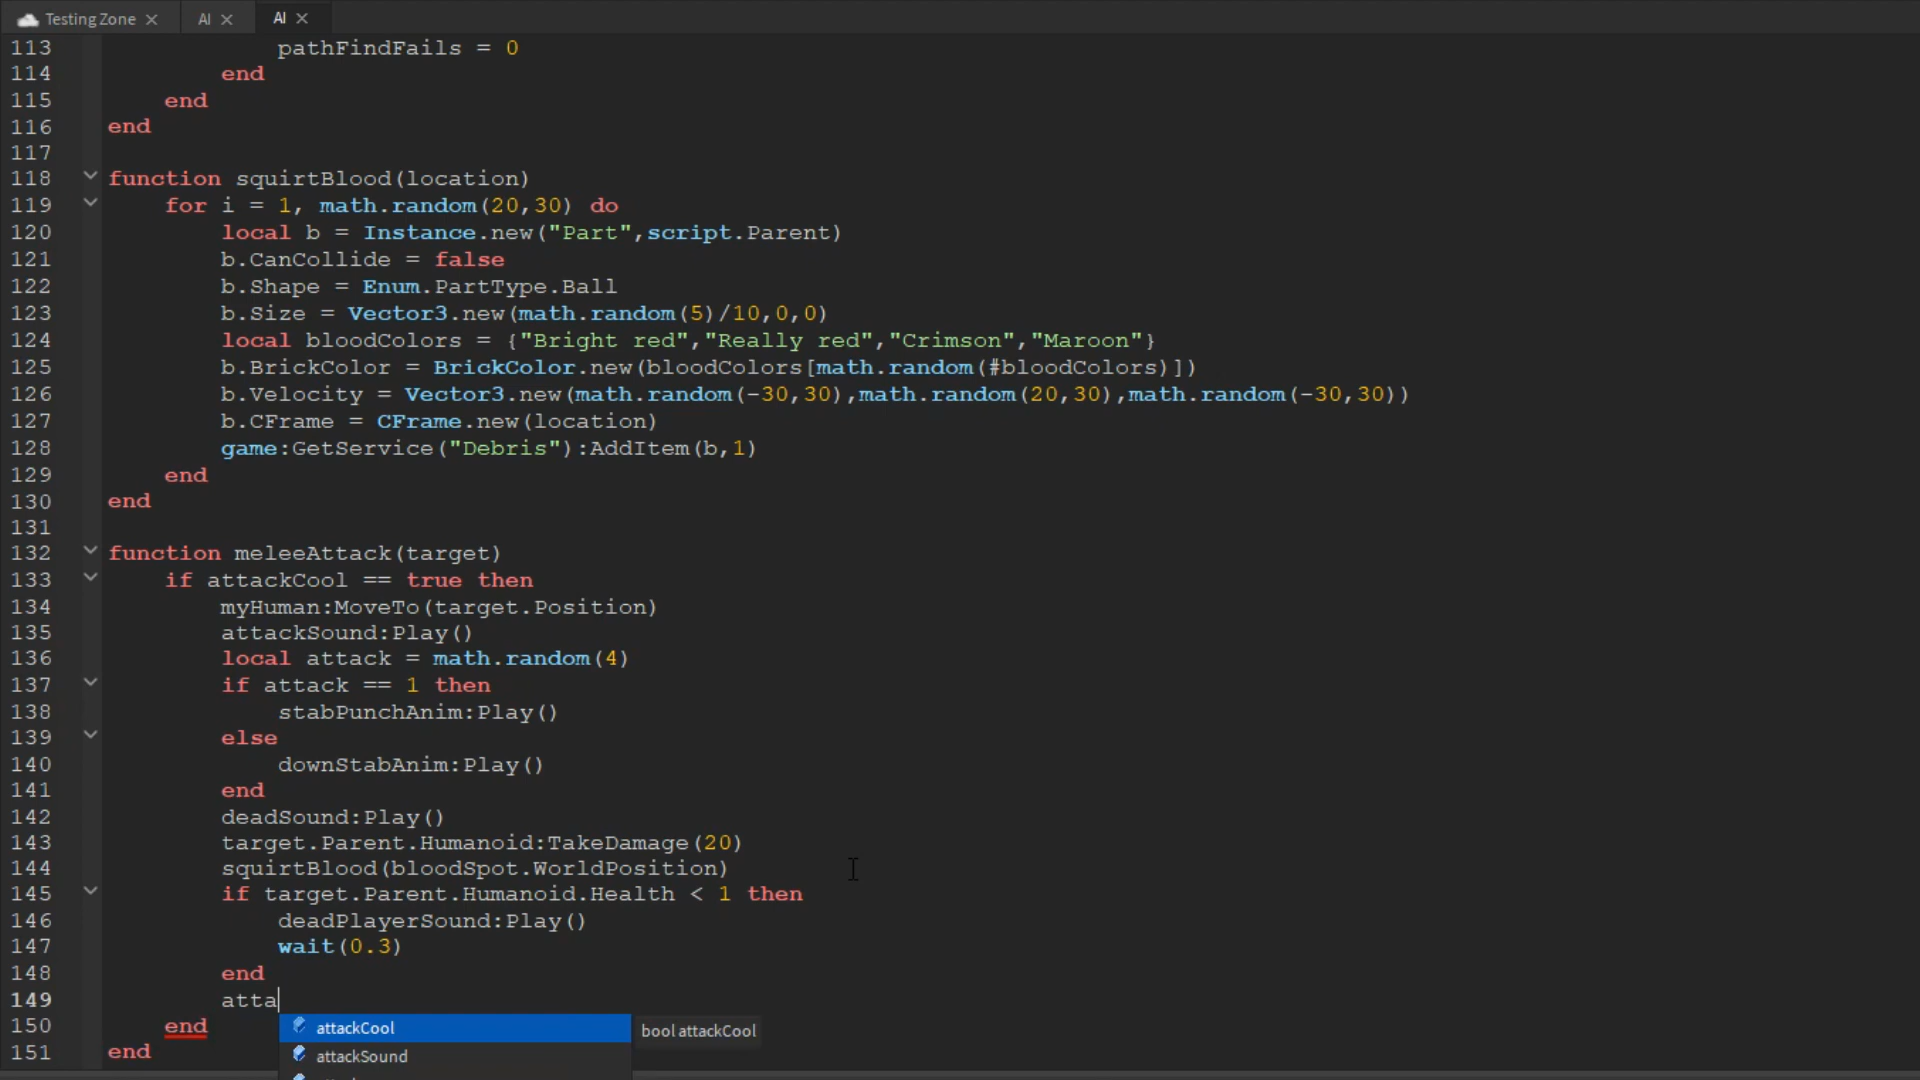 Testing Zone
AI
AI
113 pathFindFails = 0
114 end
115 end
116 end
117
118 function squirtBlood(location)
119 for i = 1, math.random(20,30) do
120 local b = Instance.new("Part",script.Parent)
121 b.CanCollide = false
122 b.Shape = Enum.PartType.Ball
123 b.Size = Vector3.new(math.random(5)/10,0,0)
124 local bloodColors = {"Bright red","Really red","Crimson","Maroon"}
125 b.BrickColor = BrickColor.new(bloodColors[math.random(#bloodColors)])
126 b.Velocity = Vector3.new(math.random(-30,30),math.random(20,30),math.random(-30,30))
127 b.CFrame = CFrame.new(location)
128 game:GetService("Debris"):AddItem(b,1)
129 end
130 end
131
132 function meleeAttack(target)
133 if attackCool == true then
134 myHuman:MoveTo(target.Position)
135 attackSound:Play()
136 local attack = math.random(4)
137 if attack == 1 then
138 stabPunchAnim:Play()
139 else
140 downStabAnim:Play()
141 end
142 deadSound:Play()
143 target.Parent.Humanoid:TakeDamage(20)
144 squirtBlood(bloodSpot.WorldPosition)
145 if target.Parent.Humanoid.Health < 1 then
146 deadPlayerSound:Play()
147 wait(0.3)
148 end
149 atta
150 end
attackCool
bool attackCool
attackSound
151 end